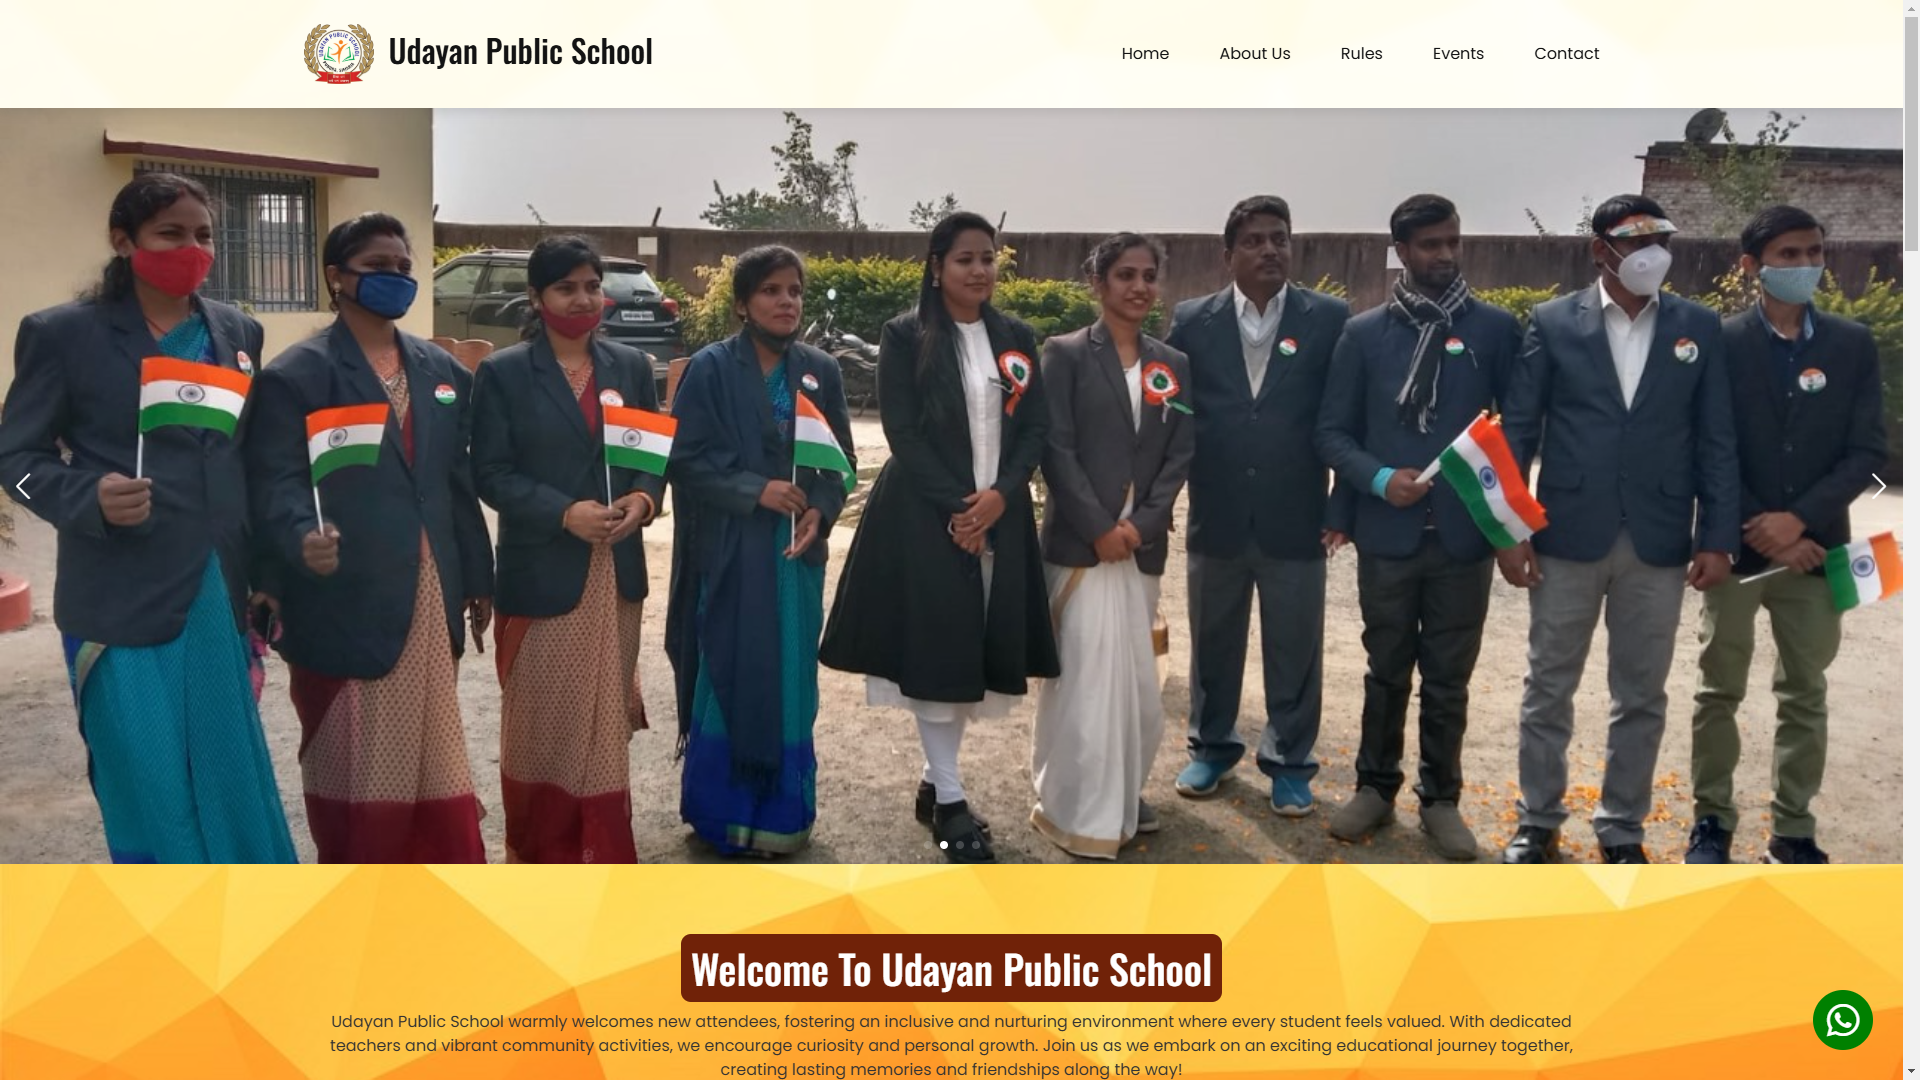 UDAYAN PUBLIC SCHOOL
Udayan Public School
Home
About Us
Rules
Events
Contact
Welcome To Udayan Public School
Udayan Public School warmly welcomes new attendees, fostering an inclusive and nurturing environment where every student feels valued. With dedicated
teachers and vibrant community activities, we encourage curiosity and personal growth. Join us as we embark on an exciting educational journey together,
creating lasting memories and friendships along the way!